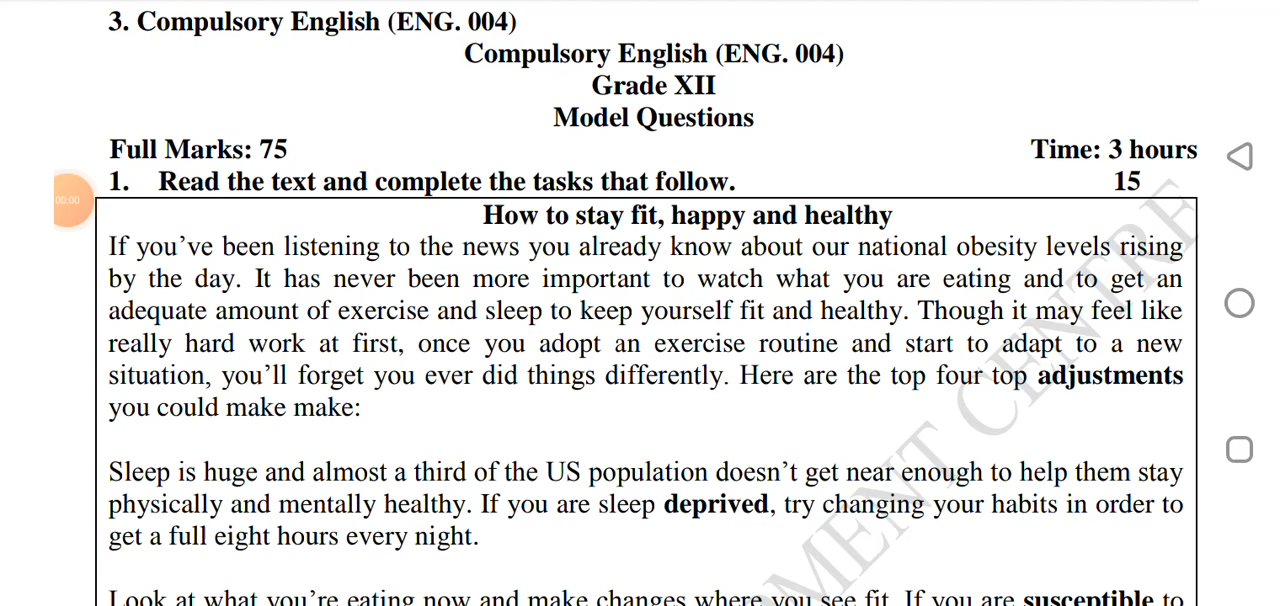 3. Compulsory English (ENG. 004)
Compulsory English (ENG. 004)
Grade XII
Model Questions
Full Marks: 75 Time: 3 hours
1. Read the text and complete the tasks that follow. 15
00:00
How to stay fit, happy and healthy
If you’ve been listening to the news you already know about our national obesity levels rising
by the day. It has never been more important to watch what you are eating and to get an
adequate amount of exercise and sleep to keep yourself fit and healthy. Though it may feel like
really hard work at first, once you adopt an exercise routine and start to adapt to a new
situation, you’ll forget you ever did things differently. Here are the top four top adjustments
you could make make:
Sleep is huge and almost a third of the US population doesn’t get near enough to help them stay
physically and mentally healthy. If you are sleep deprived, try changing your habits in order to
get a full eight hours every night.
Look at what you’re eating now and make changes where you see fit. If you are susceptible to
MENT CENTRE